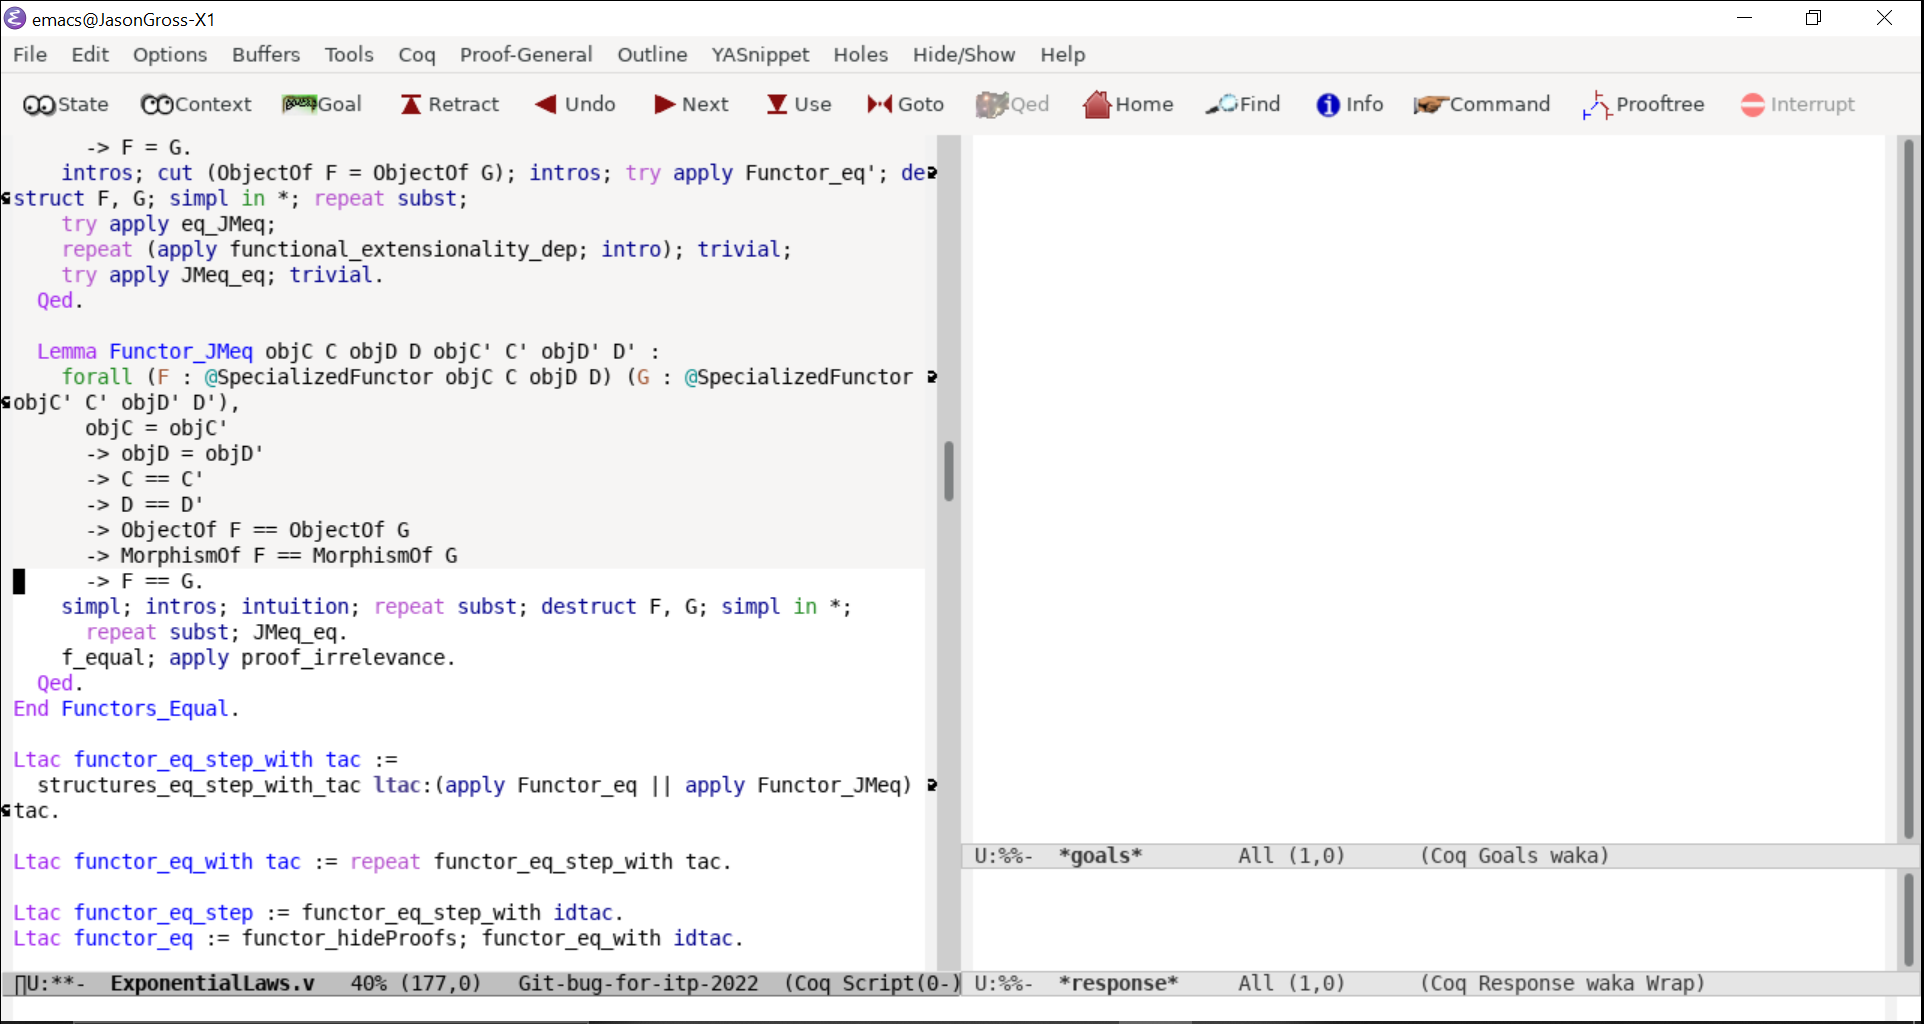 emacs@JasonGross-X1
File Edit Options Buffers Tools Coq Proof-General Outline YASnippet Holes Hide/Show Help
State Context Goal Retract Undo Next Use Goto Qed Home Find Info Command Prooftree Interrupt
-> F = G.
intros; cut (ObjectOf F = ObjectOf G); intros; try apply Functor_eq'; de
struct F, G; simpl in *; repeat subst;
try apply eq_JMeq;
repeat (apply functional_extensionality_dep; intro); trivial;
try apply JMeq_eq; trivial.
Qed.
Lemma Functor_JMeq objC C objD D objC' C' objD' D' :
forall (F : @SpecializedFunctor objC C objD D) (G : @SpecializedFunctor
objC' C' objD' D'),
objC = objC'
-> objD = objD'
-> C == C'
-> D == D'
-> ObjectOf F == ObjectOf G
-> MorphismOf F == MorphismOf G
-> F == G.
simpl; intros; intuition; repeat subst; destruct F, G; simpl in *;
repeat subst; JMeq_eq.
f_equal; apply proof_irrelevance.
Qed.
End Functors_Equal.
Ltac functor_eq_step_with tac :=
structures_eq_step_with_tac ltac:(apply Functor_eq || apply Functor_JMeq)
tac.
Ltac functor_eq_with tac := repeat functor_eq_step_with tac.
Ltac functor_eq_step := functor_eq_step_with idtac.
Ltac functor_eq := functor_hideProofs; functor_eq_with idtac.
U:**- ExponentialLaws.v 40% (177,0) Git-bug-for-itp-2022 (Coq Script(0-)
U:%%- *goals* All (1,0) (Coq Goals waka)
U:%%- *response* All (1,0) (Coq Response waka Wrap)